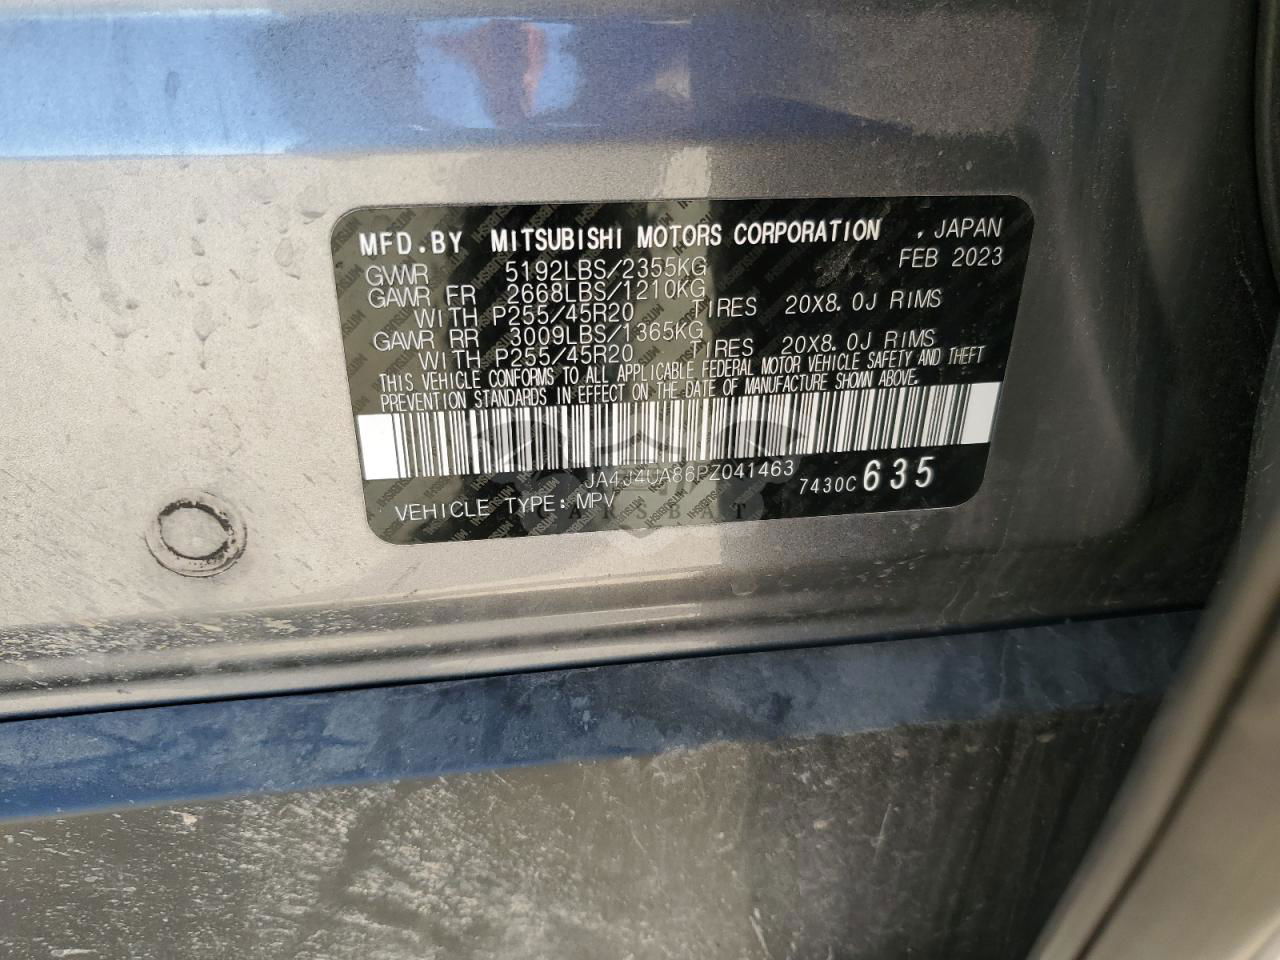 MFD.BY MITSUBISHI MOTORS CORPORATION , JAPAN
FEB 2023
GVWR 5192LBS/2355KG
GAWR FR 2668LBS/1210KG
WITH P255/45R20 TIRES 20X8.0J RIMS
GAWR RR 3009LBS/1365KG
WITH P255/45R20 TIRES 20X8.0J RIMS
THIS VEHICLE CONFORMS TO ALL APPLICABLE FEDERAL MOTOR VEHICLE SAFETY AND THEFT
PREVENTION STANDARDS IN EFFECT ON THE DATE OF MANUFACTURE SHOWN ABOVE.
JA4J4UA86PZ041463
7430C 635
VEHICLE TYPE: MPV
CARSBAT